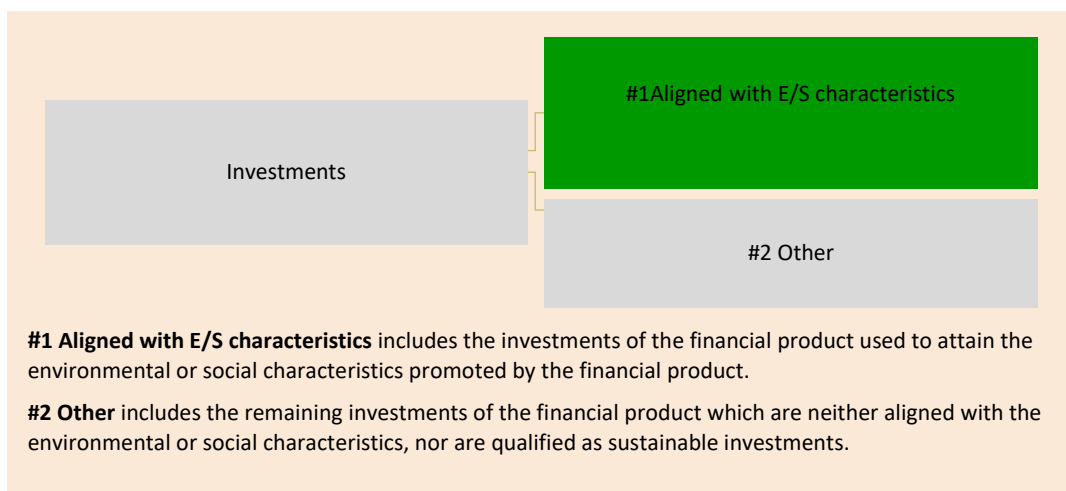 #1Aligned with E/S characteristics
Investments
#2 Other
#1 Aligned with E/S characteristics includes the investments of the financial product used to attain the
environmental or social characteristics promoted by the financial product.
#2 Other includes the remaining investments of the financial product which are neither aligned with the
environmental or social characteristics, nor are qualified as sustainable investments.